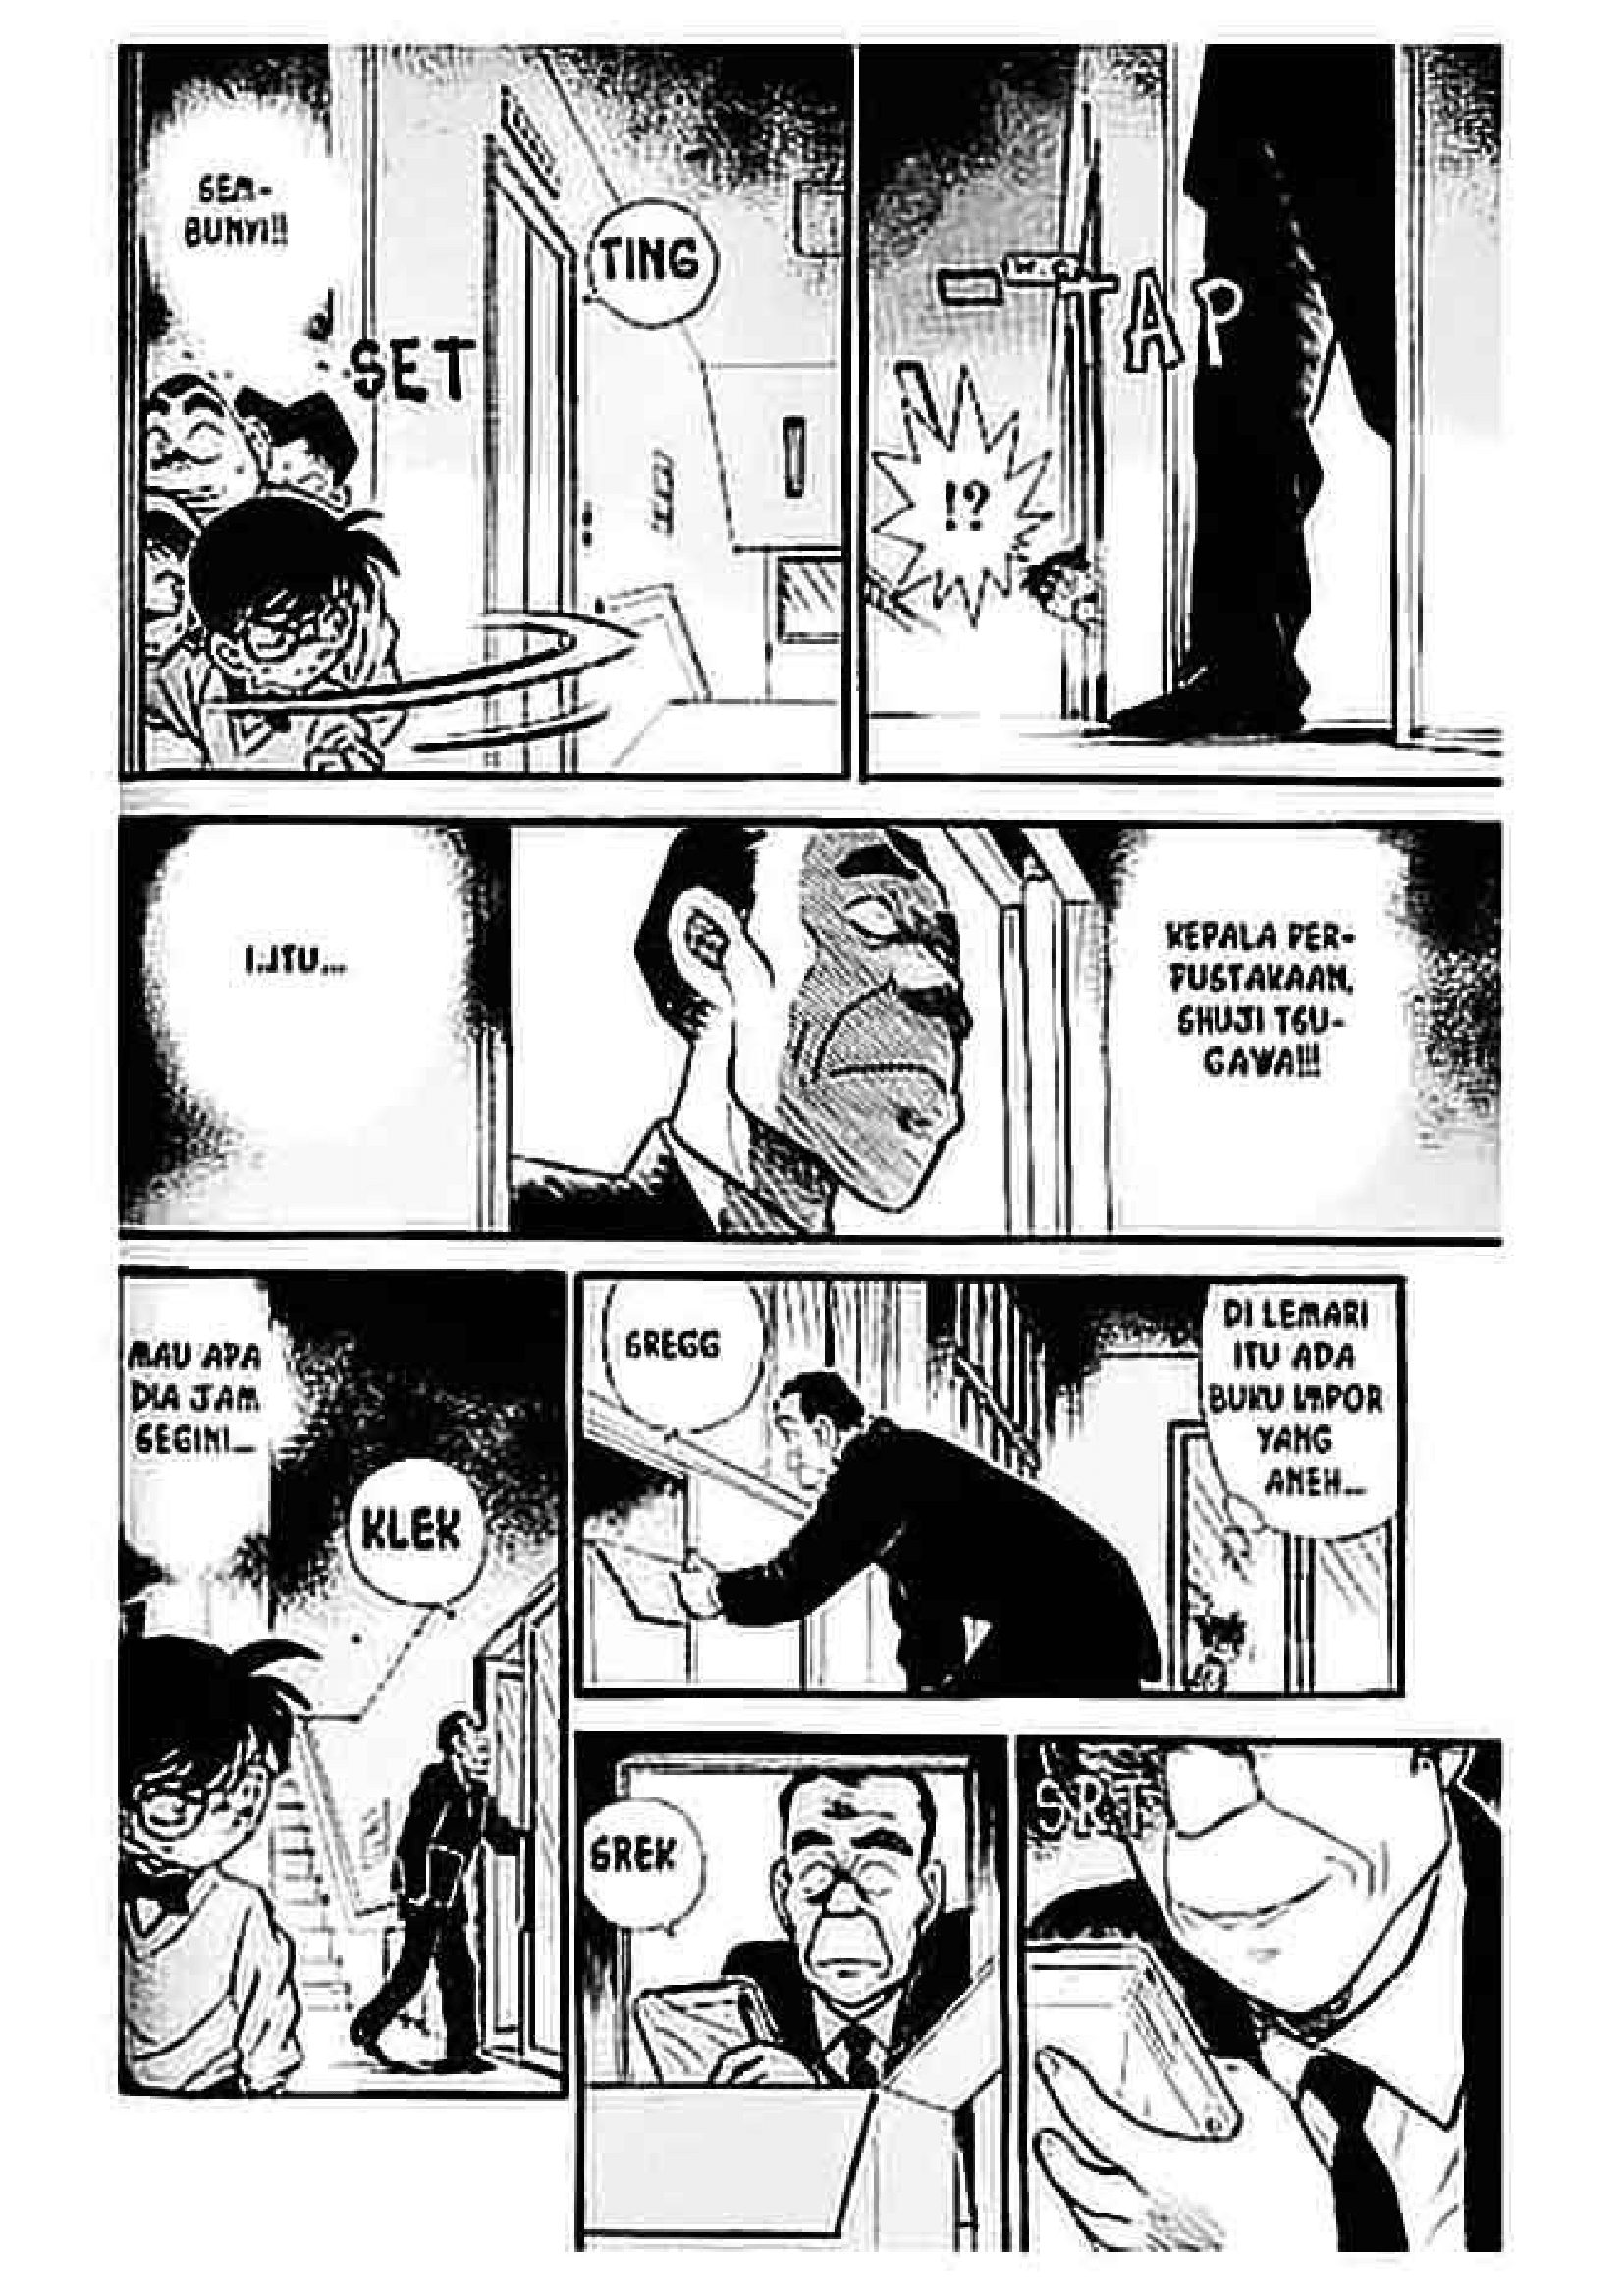 SEM-
BUNYI!!
SET
TING
W.C.
TAP
!?
I..ITU...
KEPALA PER-
PUSTAKAAN,
SHUJI TSU-
GAWA!!!
MAU APA
DIA JAM
SEGINI...
KLEK
GREGG
DI LEMARI
ITU ADA
BUKU IMPOR
YANG
ANEH...
GREK
SRT